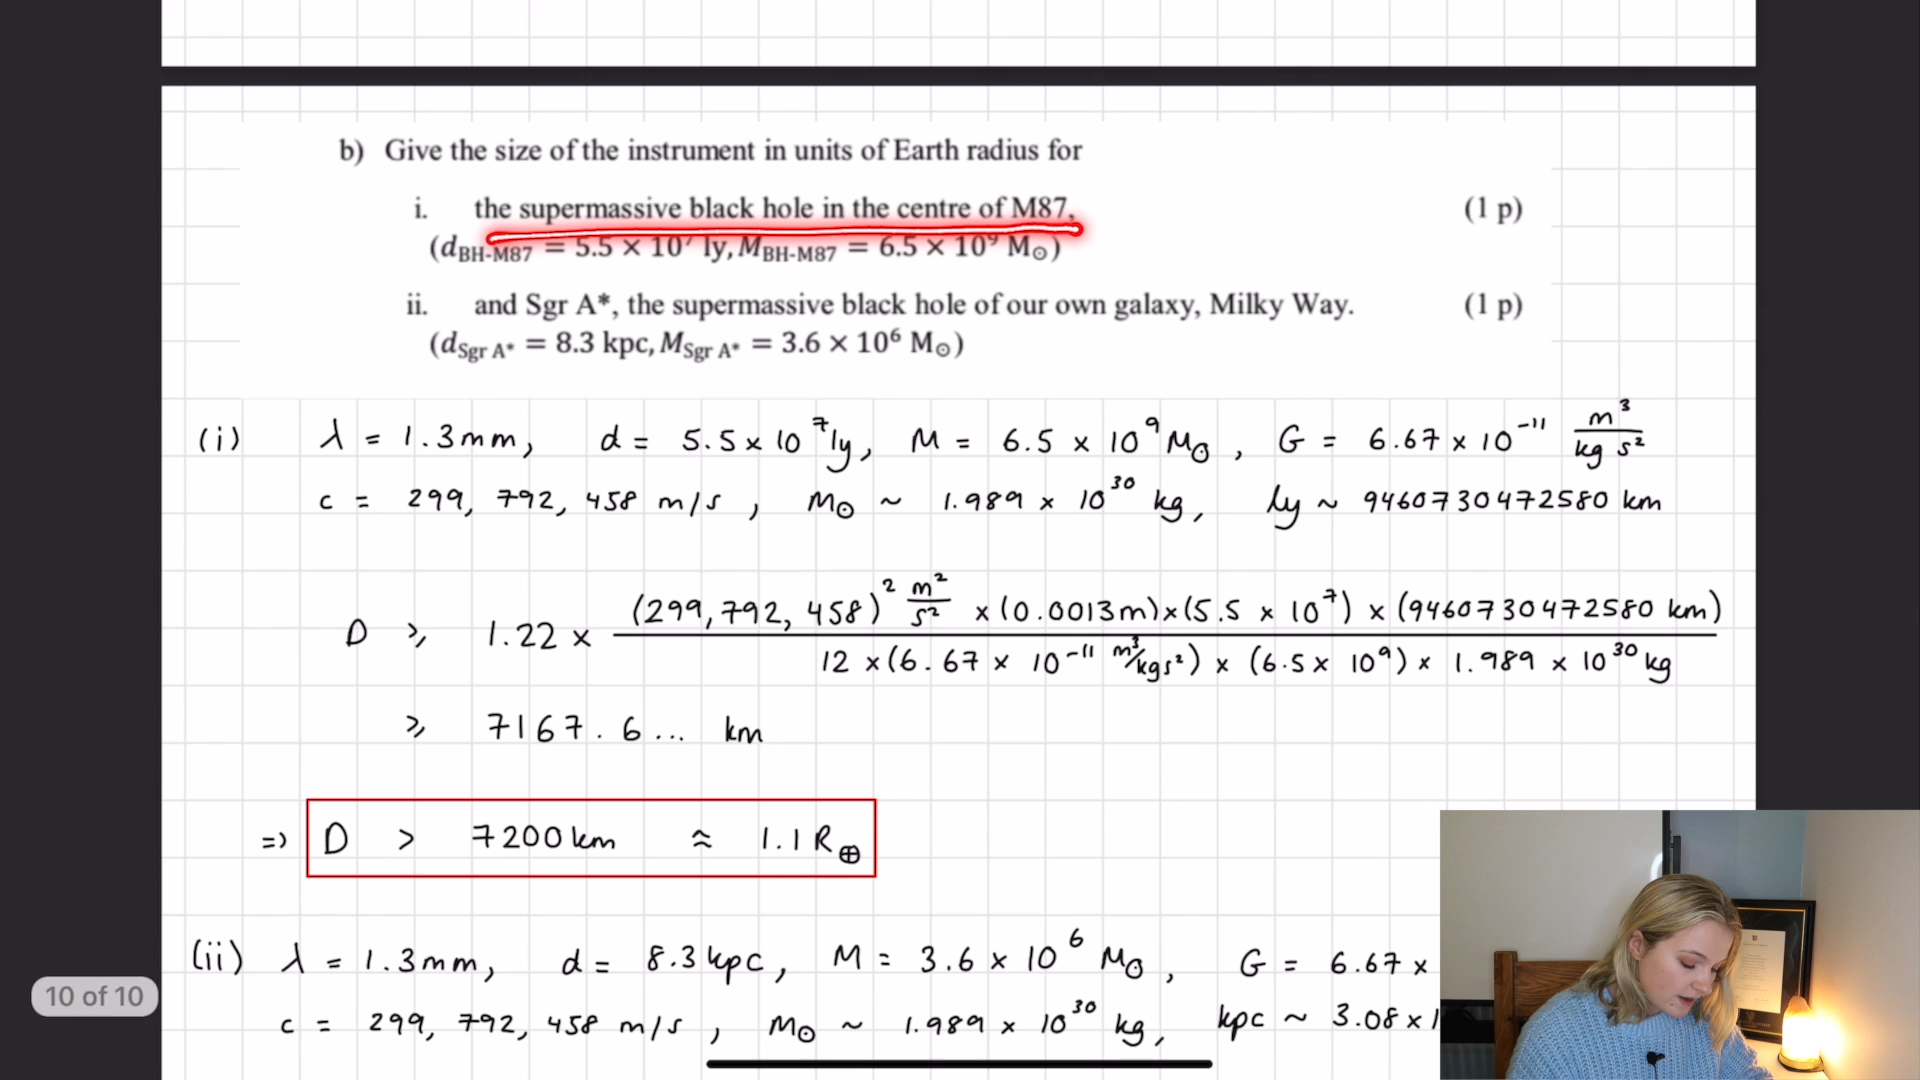 b) Give the size of the instrument in units of Earth radius for
i. the supermassive black hole in the centre of M87, (1 p)
(d_BH-M87 = 5.5 × 10⁷ ly, M_BH-M87 = 6.5 × 10⁹ M⊙)
ii. and Sgr A*, the supermassive black hole of our own galaxy, Milky Way. (1 p)
(d_Sgr A* = 8.3 kpc, M_Sgr A* = 3.6 × 10⁶ M⊙)
(i) λ = 1.3mm, d = 5.5 × 10⁷ ly, M = 6.5 × 10⁹ M⊙, G = 6.67 × 10⁻¹¹ m³/kg s²
c = 299, 792, 458 m/s, M⊙ ~ 1.989 × 10³⁰ kg, ly ~ 9460730472580 km
D ⩾ 1.22 × (299,792,458)² m²/s² × (0.0013m) × (5.5 × 10⁷) × (9460730472580 km)
12 × (6.67 × 10⁻¹¹ m³/kgs²) × (6.5 × 10⁹) × 1.989 × 10³⁰ kg
⩾ 7167.6... km
=> D > 7200km ≈ 1.1 R⊕
(ii) λ = 1.3mm, d = 8.3 kpc, M = 3.6 × 10⁶ M⊙, G = 6.67 ×
c = 299, 792, 458 m/s, M⊙ ~ 1.989 × 10³⁰ kg, kpc ~ 3.08 × 1
10 of 10